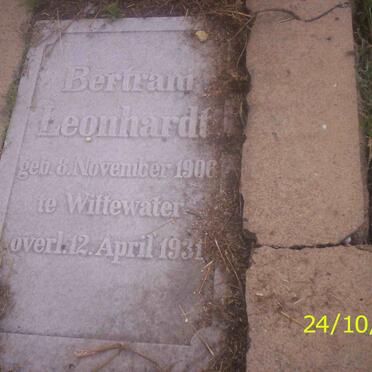 Bertram
Leonhardt
geb. 8. November 1906
te Wittewater
overl. 12. April 1931
24/10/